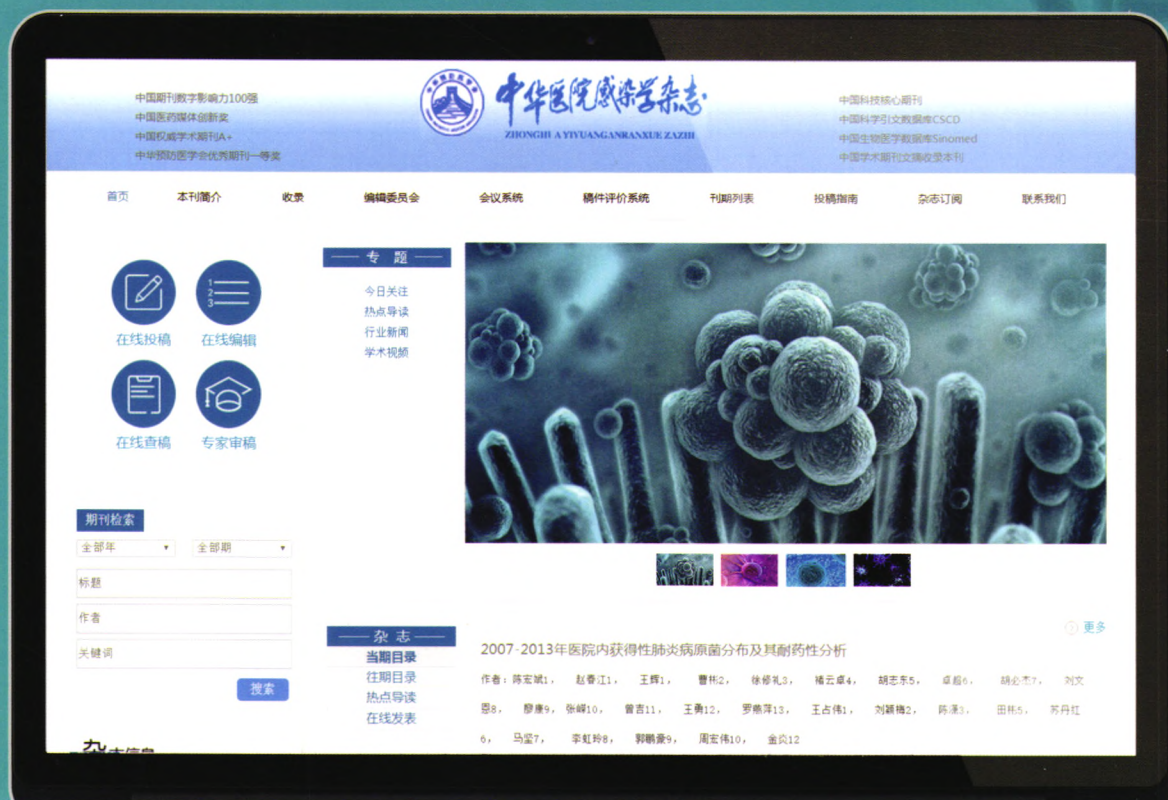 中国期刊数字影响力100强
中国医药媒体创新奖
中国权威学术期刊A+
中华预防医学会优秀期刊一等奖
中华医院感染学杂志
ZHONGHUA YIYUANGANRANXUE ZAZHI
中国科技核心期刊
中国科学引文数据库CSCD
中国生物医学数据库Sinomed
中国学术期刊文摘收录本刊
首页 本刊简介 收录 编辑委员会 会议系统 稿件评价系统 刊期列表 投稿指南 杂志订阅 联系我们
在线投稿 在线编辑
在线查稿 专家审稿
专 题
今日关注
热点导读
行业新闻
学术视频
期刊检索
全部年 全部期
标题
作者
关键词
搜索
杂志信息
杂 志
当期目录
往期目录
热点导读
在线发表
更多
2007-2013年医院内获得性肺炎病原菌分布及其耐药性分析
作者：陈宏斌1， 赵春江1， 王辉1， 曹彬2， 徐修礼3， 褚云卓4， 胡志东5， 卓超6， 胡必杰7， 刘文
恩8， 廖康9， 张嵘10， 曾吉11， 王勇12， 罗燕萍13， 王占伟1， 刘颖梅2， 陈潇3， 田彬5， 苏丹虹
6， 马坚7， 李虹玲8， 郭鹏豪9， 周宏伟10， 金炎12